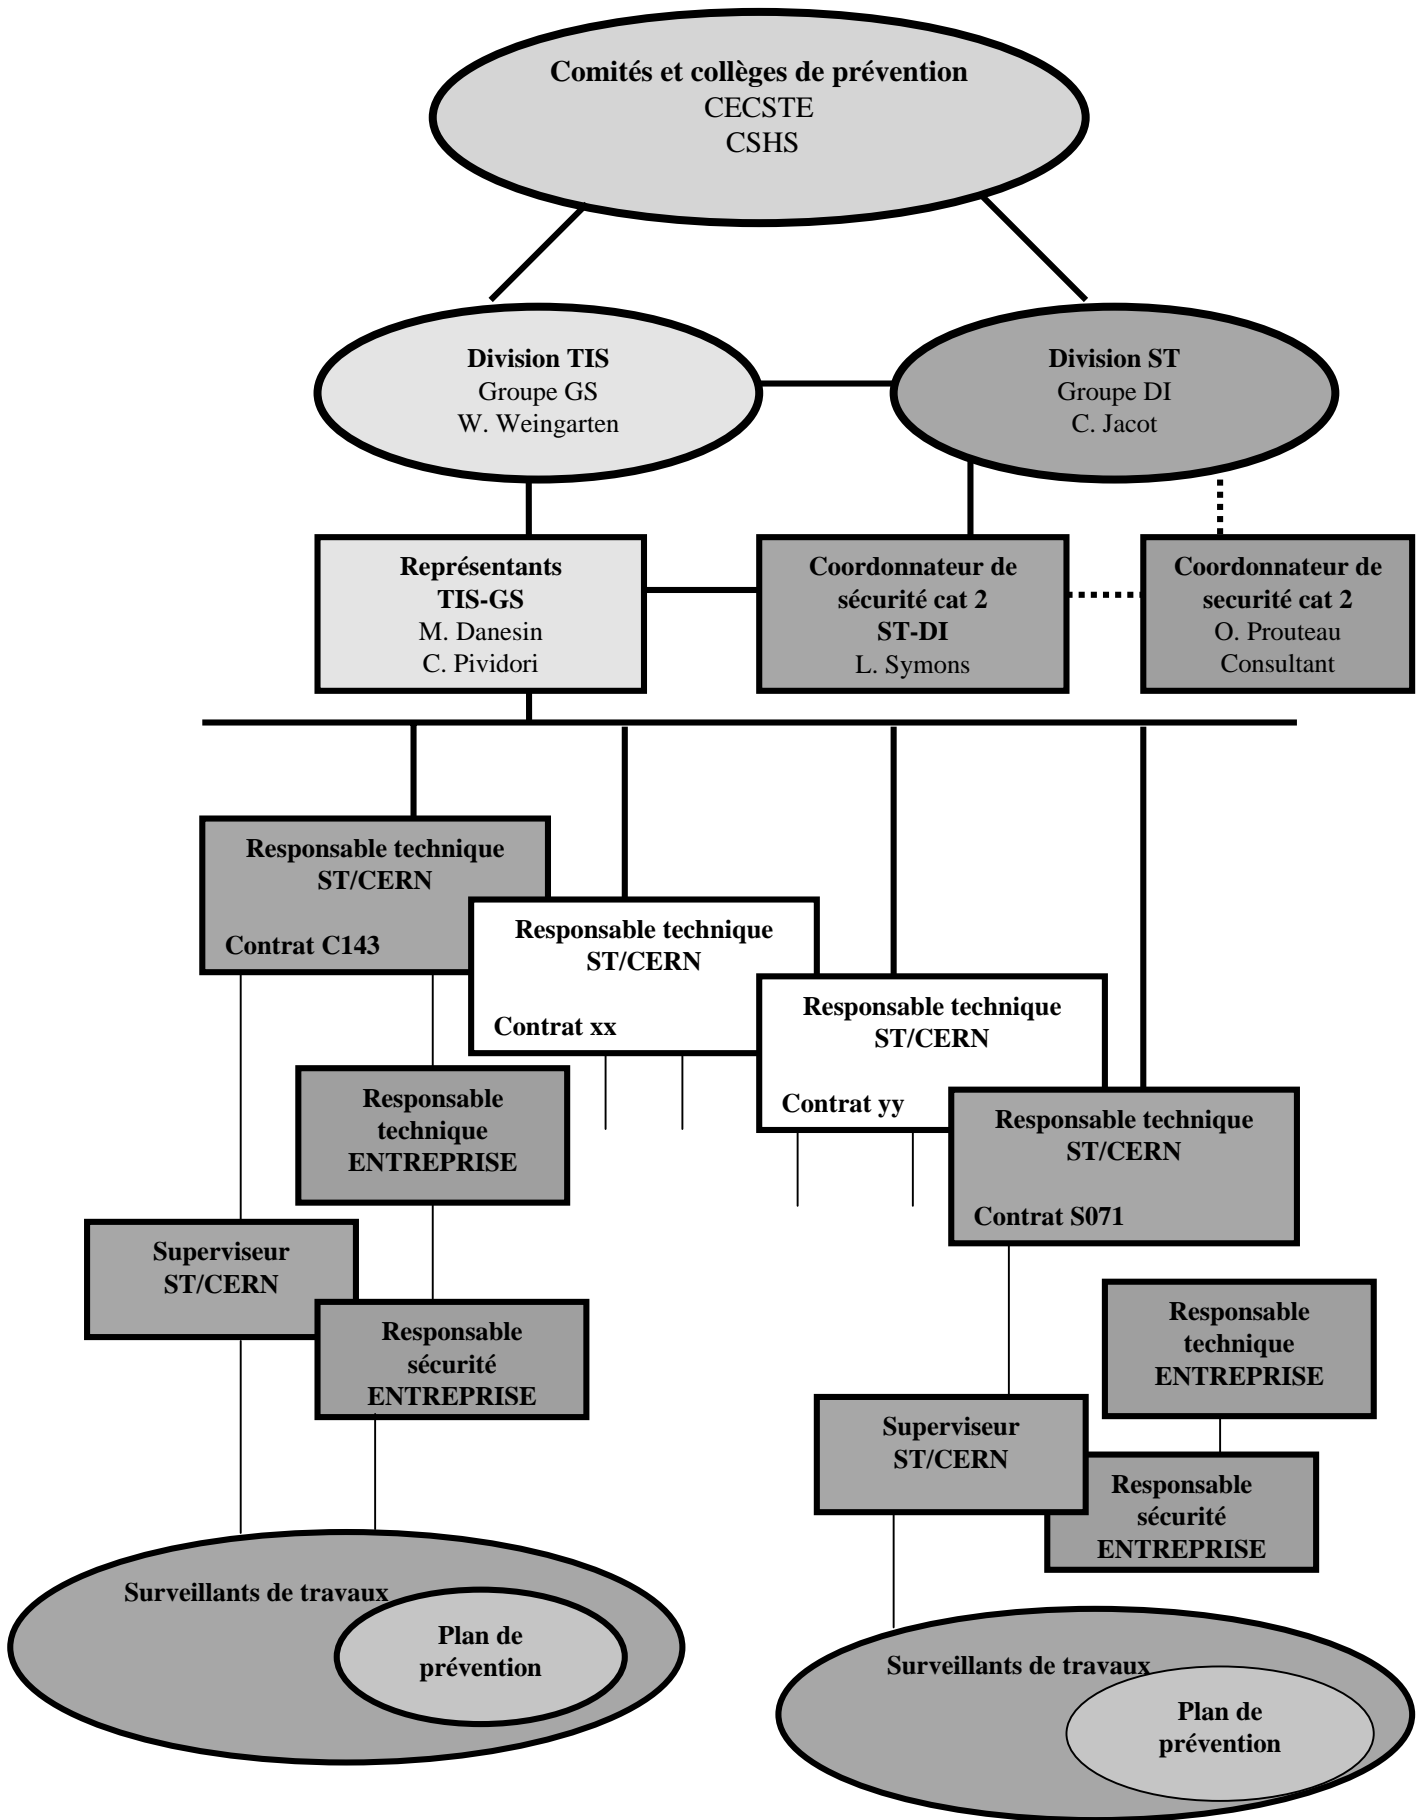 Comités et collèges de prévention
CECSTE
CSHS
Division TIS
Groupe GS
W. Weingarten
Division ST
Groupe DI
C. Jacot
Représentants
TIS-GS
M. Danesin
C. Pividori
Coordonnateur de
sécurité cat 2
ST-DI
L. Symons
Coordonnateur de
securité cat 2
O. Prouteau
Consultant
Responsable technique
ST/CERN
Contrat C143
Responsable technique
ST/CERN
Contrat xx
Responsable technique
ST/CERN
Contrat yy
Responsable technique
ST/CERN
Contrat S071
Responsable
technique
ENTREPRISE
Superviseur
ST/CERN
Responsable
sécurité
ENTREPRISE
Responsable
technique
ENTREPRISE
Superviseur
ST/CERN
Responsable
sécurité
ENTREPRISE
Surveillants de travaux
Plan de
prévention
Surveillants de travaux
Plan de
prévention